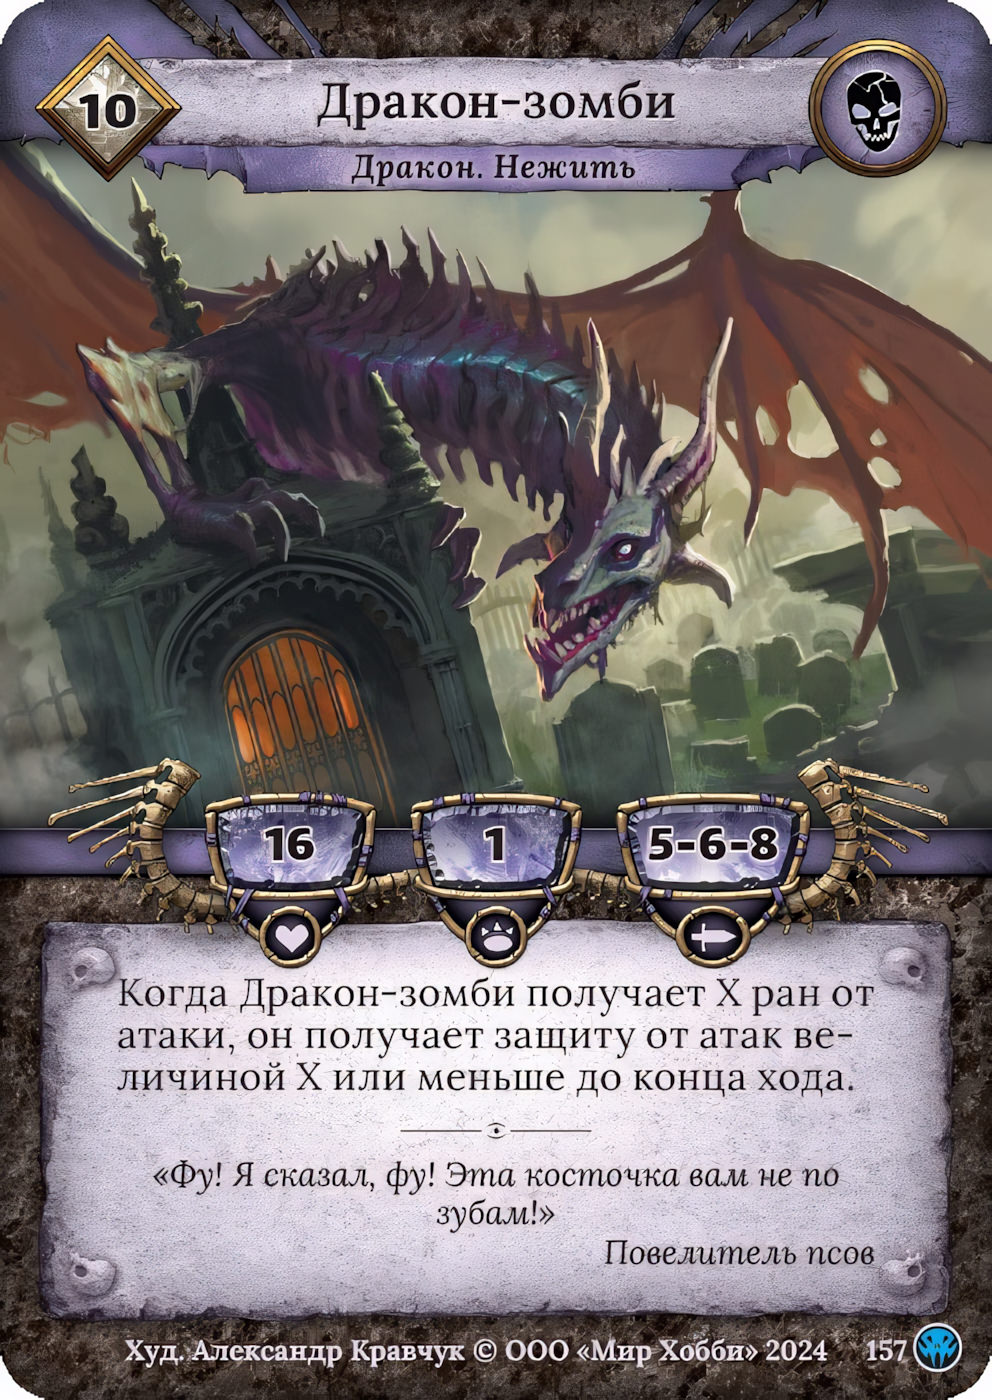 10
Дракон-зомби
Дракон. Нежить
16
1
5-6-8
Когда Дракон-зомби получает X ран от
атаки, он получает защиту от атак ве-
личиной X или меньше до конца хода.
«Фу! Я сказал, фу! Эта косточка вам не по
зубам!»
Повелитель псов
Худ. Александр Кравчук © ООО «Мир Хобби» 2024
157